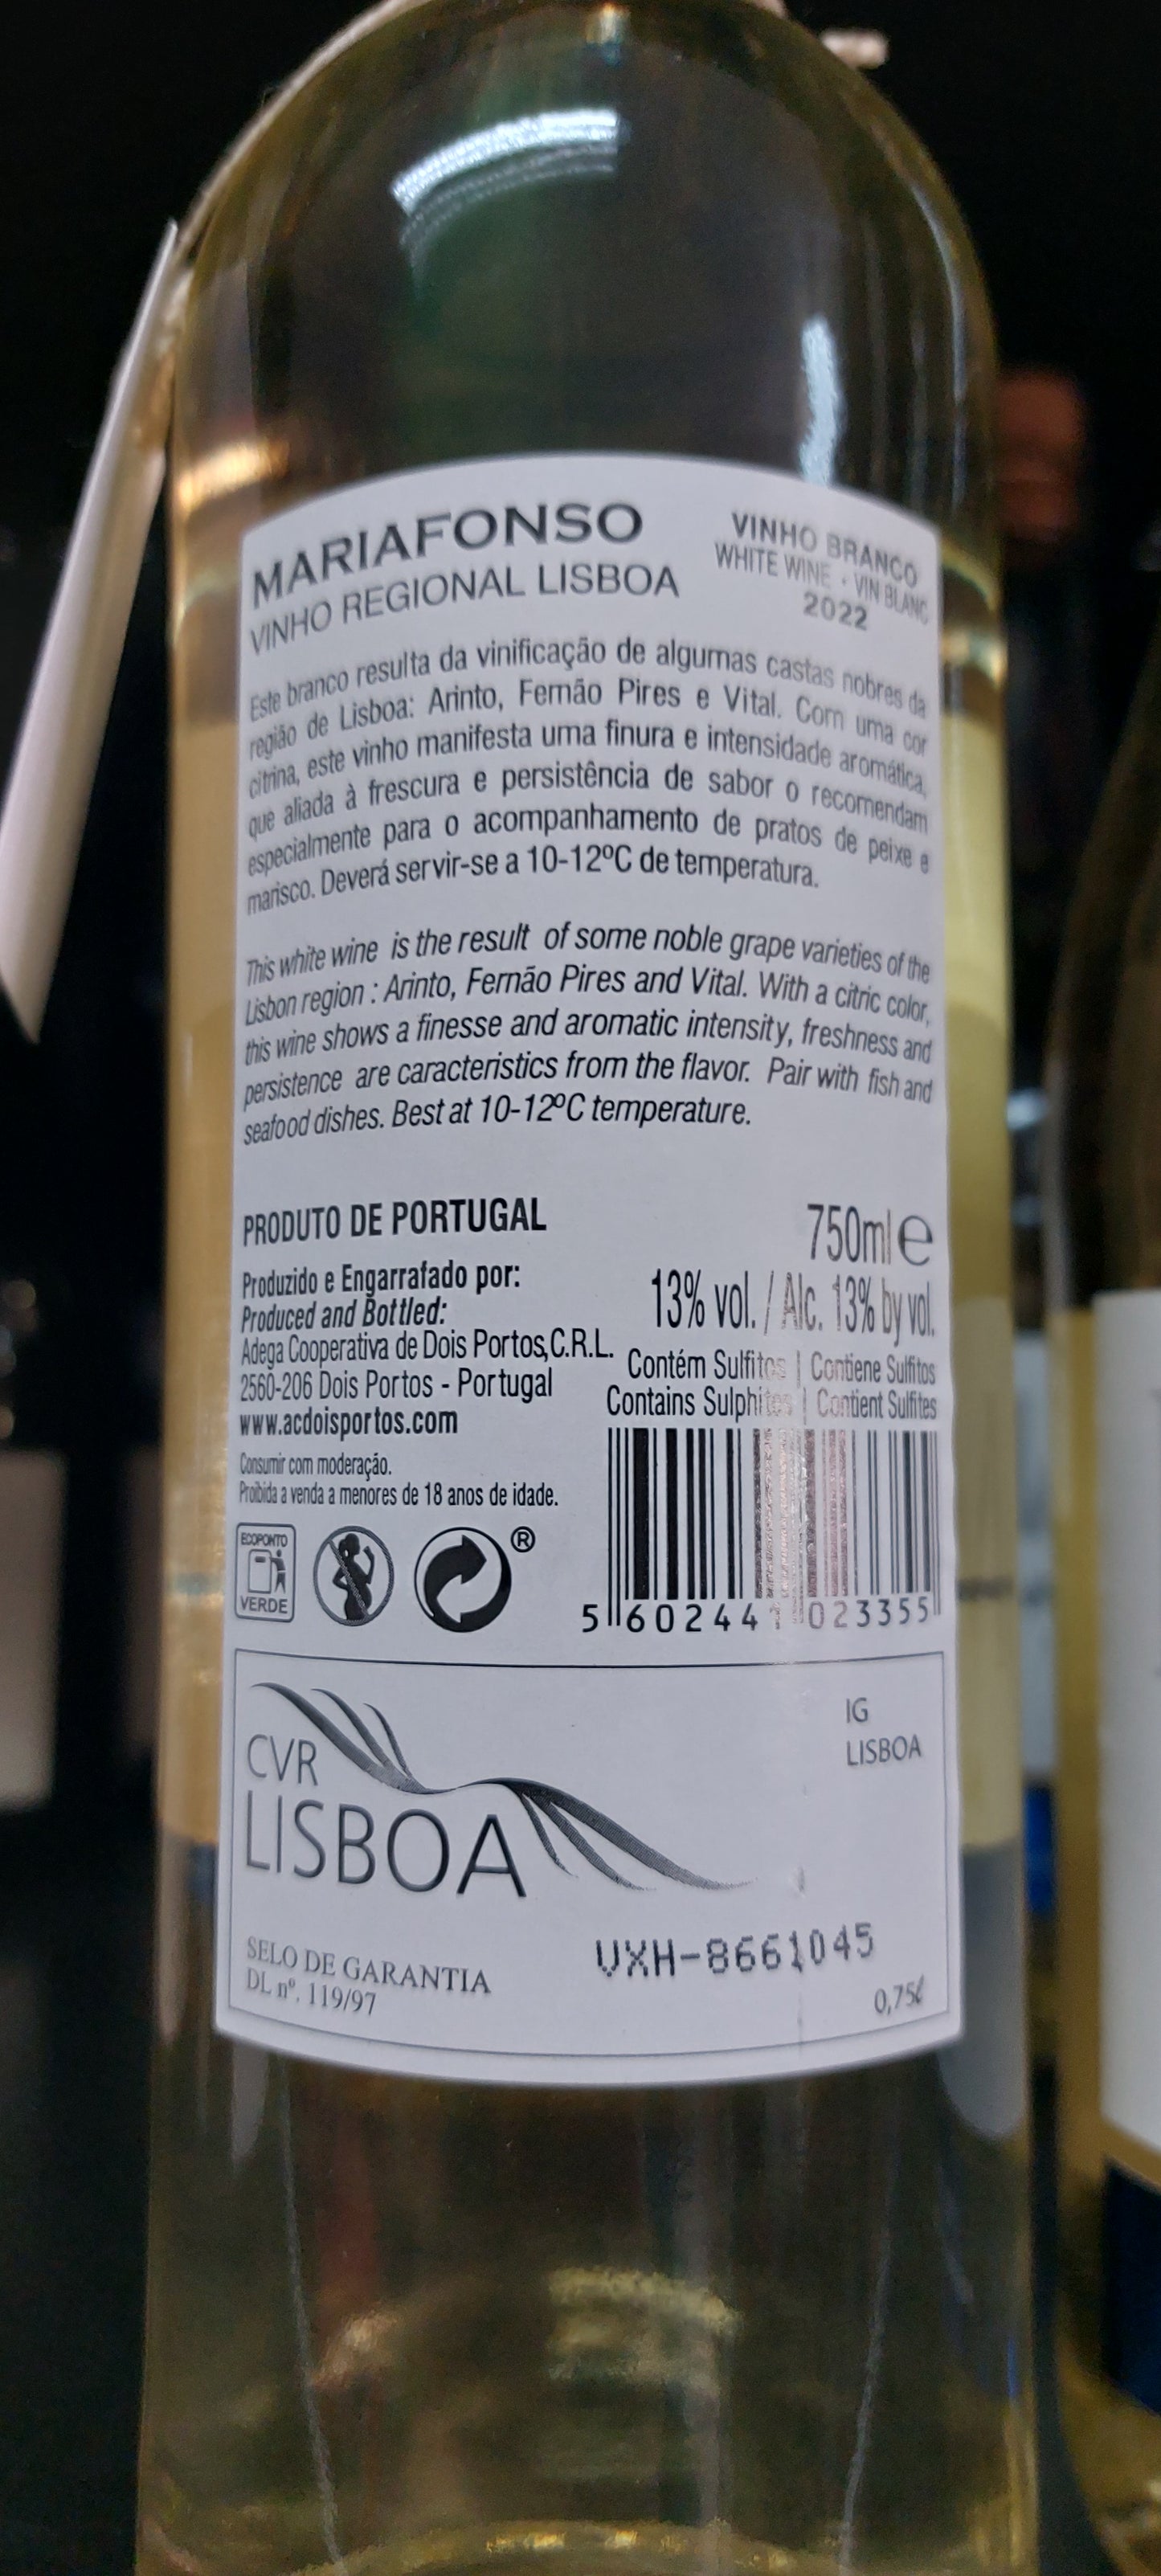 MARIAFONSO
VINHO REGIONAL LISBOA
VINHO BRANCO
WHITE WINE • VIN BLANC
2022
Este branco resulta da vinificação de algumas castas nobres da
região de Lisboa: Arinto, Fernão Pires e Vital. Com uma cor
citrina, este vinho manifesta uma finura e intensidade aromática,
que aliada à frescura e persistência de sabor o recomendam
especialmente para o acompanhamento de pratos de peixe e
marisco. Deverá servir-se a 10-12ºC de temperatura.
This white wine is the result of some noble grape varieties of the
Lisbon region : Arinto, Fernão Pires and Vital. With a citric color,
this wine shows a finesse and aromatic intensity, freshness and
persistence are caracteristics from the flavor. Pair with fish and
seafood dishes. Best at 10-12ºC temperature.
PRODUTO DE PORTUGAL
Produzido e Engarrafado por:
Produced and Bottled:
Adega Cooperativa de Dois Portos,C.R.L.
2560-206 Dois Portos - Portugal
www.acdoisportos.com
Consumir com moderação.
Proibida a venda a menores de 18 anos de idade.
750ml e
13% vol. / Alc. 13% by vol.
Contém Sulfitos | Contiene Sulfitos
Contains Sulphites | Contient Sulfites
ECOPONTO
VERDE
®
5 60244 023355
CVR
LISBOA
IG
LISBOA
SELO DE GARANTIA
DL nº. 119/97
VXH-8661045
0,75ℓ